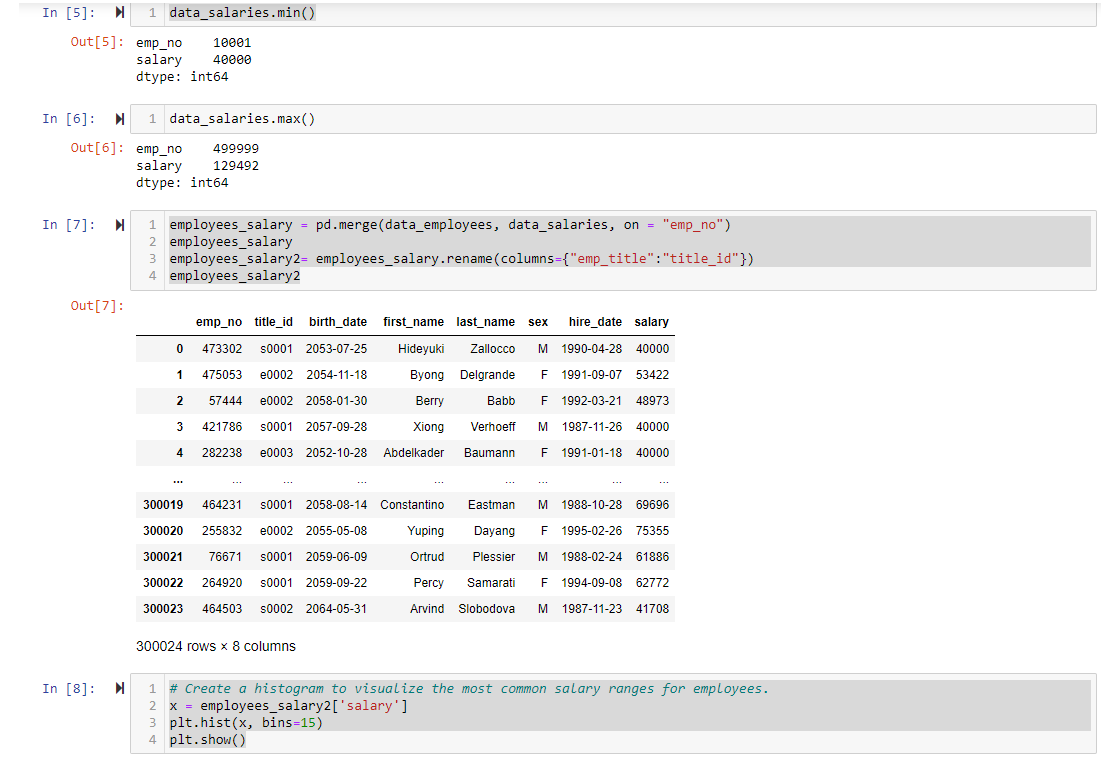 In [5]: 1 data_salaries.min()
Out[5]: emp_no 10001
salary 40000
dtype: int64
In [6]: 1 data_salaries.max()
Out[6]: emp_no 499999
salary 129492
dtype: int64
In [7]: 1 employees_salary = pd.merge(data_employees, data_salaries, on = "emp_no")
2 employees_salary
3 employees_salary2= employees_salary.rename(columns={"emp_title":"title_id"})
4 employees_salary2
Out[7]:
emp_no title_id birth_date first_name last_name sex hire_date salary
0 473302 s0001 2053-07-25 Hideyuki Zallocco M 1990-04-28 40000
1 475053 e0002 2054-11-18 Byong Delgrande F 1991-09-07 53422
2 57444 e0002 2058-01-30 Berry Babb F 1992-03-21 48973
3 421786 s0001 2057-09-28 Xiong Verhoeff M 1987-11-26 40000
4 282238 e0003 2052-10-28 Abdelkader Baumann F 1991-01-18 40000
... ... ... ... ... ... ... ... ...
300019 464231 s0001 2058-08-14 Constantino Eastman M 1988-10-28 69696
300020 255832 e0002 2055-05-08 Yuping Dayang F 1995-02-26 75355
300021 76671 s0001 2059-06-09 Ortrud Plessier M 1988-02-24 61886
300022 264920 s0001 2059-09-22 Percy Samarati F 1994-09-08 62772
300023 464503 s0002 2064-05-31 Arvind Slobodova M 1987-11-23 41708
300024 rows × 8 columns
In [8]: 1 # Create a histogram to visualize the most common salary ranges for employees.
2 x = employees_salary2['salary']
3 plt.hist(x, bins=15)
4 plt.show()